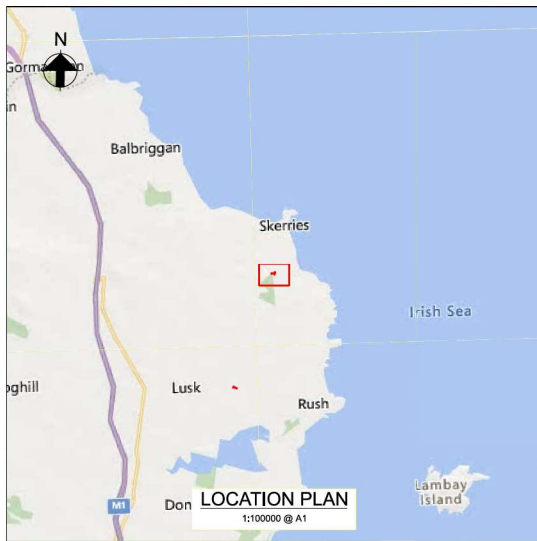 N
Balbriggan
Skerries
Irish Sea
Lusk
Rush
Lambay
Island
M1
LOCATION PLAN
1:100000 @ A1